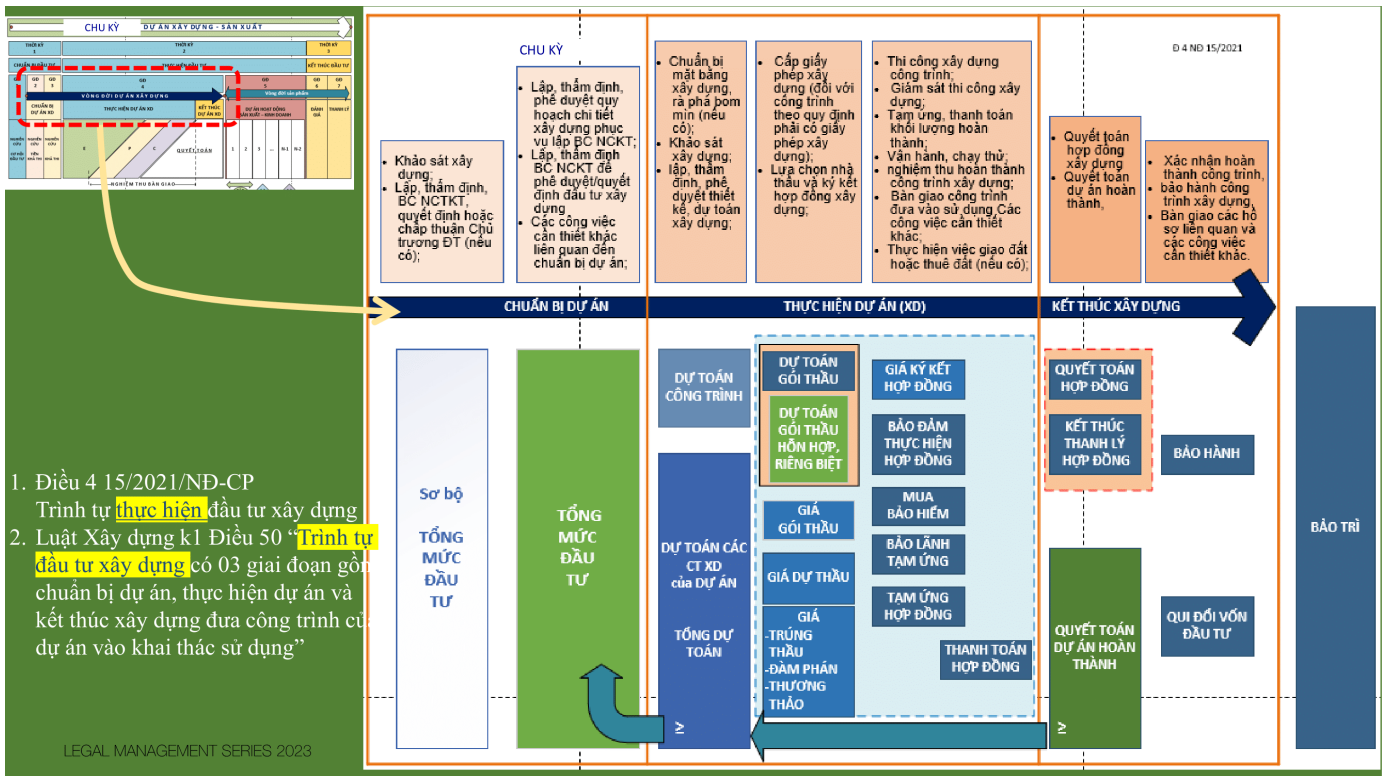 CHU KỲ DỰ ÁN XÂY DỰNG - SẢN XUẤT
THỜI KỲ
1
THỜI KỲ
2
THỜI KỲ
3
CHUẨN BỊ ĐẦU TƯ
THỰC HIỆN ĐẦU TƯ
KẾT THÚC ĐẦU TƯ
GĐ
2
GĐ
3
GĐ
4
GĐ
5
GĐ
6
GĐ
7
VÒNG ĐỜI DỰ ÁN XÂY DỰNG
Vòng đời sản phẩm
CHUẨN BỊ
DỰ ÁN XD
THỰC HIỆN DỰ ÁN XD
KẾT THÚC
DỰ ÁN XD
DỰ ÁN HOẠT ĐỘNG
SẢN XUẤT – KINH DOANH
ĐÁNH
GIÁ
THANH LÝ
E
P
C
QUYẾT TOÁN
1
2
3
...
N-1
N-2
NGHIỆM THU BÀN GIAO
CHU KỲ
Đ 4 NĐ 15/2021
• Khảo sát xây
dựng;
• Lập, thẩm định,
BC NCTKT,
quyết định hoặc
chấp thuận Chủ
trương ĐT (nếu
có);
• Lập, thẩm định,
phê duyệt quy
hoạch chi tiết
xây dựng phục
vụ lập BC NCKT;
• Lập, thẩm định
BC NCKT để
phê duyệt/quyết
định đầu tư xây
dựng
• Các công việc
cần thiết khác
liên quan đến
chuẩn bị dự án;
• Chuẩn bị
mặt bằng
xây dựng,
rà phá bom
mìn (nếu
có);
• Khảo sát
xây dựng;
• lập, thẩm
định, phê
duyệt thiết
kế, dự toán
xây dựng;
• Cấp giấy
phép xây
dựng (đối với
công trình
theo quy định
phải có giấy
phép xây
dựng);
• Lựa chọn nhà
thầu và ký kết
hợp đồng xây
dựng;
• Thi công xây dựng
công trình;
• Giám sát thi công xây
dựng;
• Tạm ứng, thanh toán
khối lượng hoàn
thành;
• Vận hành, chạy thử;
• nghiệm thu hoàn thành
công trình xây dựng;
• Bàn giao công trình
đưa vào sử dụng Các
công việc cần thiết
khác;
• Thực hiện việc giao đất
hoặc thuê đất (nếu có);
• Quyết toán
hợp đồng
xây dựng
• Quyết toán
dự án hoàn
thành,
• Xác nhận hoàn
thành công trình,
• bảo hành công
trình xây dựng,
• Bàn giao các hồ
sơ liên quan và
các công việc
cần thiết khác.
CHUẨN BỊ DỰ ÁN
THỰC HIỆN DỰ ÁN (XD)
KẾT THÚC XÂY DỰNG
Sơ bộ
TỔNG
MỨC
ĐẦU
TƯ
TỔNG
MỨC
ĐẦU
TƯ
DỰ TOÁN
CÔNG TRÌNH
DỰ TOÁN CÁC
CT XD
của DỰ ÁN
TỔNG DỰ
TOÁN
≥
DỰ TOÁN
GÓI THẦU
DỰ TOÁN
GÓI THẦU
HỖN HỢP,
RIÊNG BIỆT
GIÁ
GÓI THẦU
GIÁ DỰ THẦU
GIÁ
-TRÚNG
THẦU
-ĐÀM PHÁN
-THƯƠNG
THẢO
GIÁ KÝ KẾT
HỢP ĐỒNG
BẢO ĐẢM
THỰC HIỆN
HỢP ĐỒNG
MUA
BẢO HIỂM
BẢO LÃNH
TẠM ỨNG
TẠM ỨNG
HỢP ĐỒNG
THANH TOÁN
HỢP ĐỒNG
QUYẾT TOÁN
HỢP ĐỒNG
KẾT THÚC
THANH LÝ
HỢP ĐỒNG
QUYẾT TOÁN
DỰ ÁN HOÀN
THÀNH
≥
BẢO HÀNH
QUI ĐỔI VỐN
ĐẦU TƯ
BẢO TRÌ
1. Điều 4 15/2021/NĐ-CP
Trình tự thực hiện đầu tư xây dựng
2. Luật Xây dựng k1 Điều 50 “Trình tự
đầu tư xây dựng có 03 giai đoạn gồm
chuẩn bị dự án, thực hiện dự án và
kết thúc xây dựng đưa công trình của
dự án vào khai thác sử dụng”
LEGAL MANAGEMENT SERIES 2023